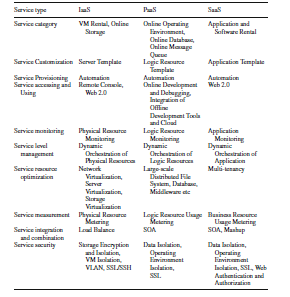 Service type IaaS PaaS SaaS
Service category VM Rental, Online Online Operating Application and
Storage Environment, Software Rental
Online Database,
Online Message
Queue
Service Customization Server Template Logic Resource Application Template
Template
Service Provisioning Automation Automation Automation
Service accessing and Remote Console, Online Development Web 2.0
Using Web 2.0 and Debugging,
Integration of
Offline
Development Tools
and Cloud
Service monitoring Physical Resource Logic Resource Application
Monitoring Monitoring Monitoring
Service level Dynamic Dynamic Dynamic
management Orchestration of Orchestration of Orchestration of
Physical Resources Logic Resources Application
Service resource Network Large-scale Multi-tenancy
optimization Virtualization, Distributed File
Server System, Database,
Virtualization, Middleware etc
Storage
Virtualization
Service measurement Physical Resource Logic Resource Usage Business Resource
Metering Metering Usage Metering
Service integration Load Balance SOA SOA, Mashup
and combination
Service security Storage Encryption Data Isolation, Data Isolation,
and Isolation, Operating Operating
VM Isolation, Environment Environment
VLAN, SSL/SSH Isolation, Isolation, SSL, Web
SSL Authentication and
Authorization